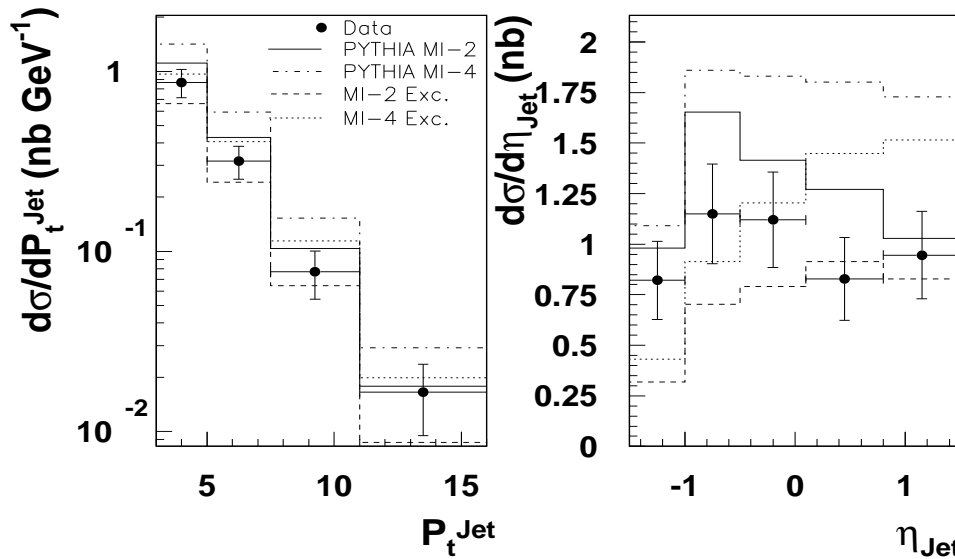 dσ/dP_t^Jet (nb GeV⁻¹)
1
10⁻¹
10⁻²
Data
PYTHIA MI−2
PYTHIA MI−4
MI−2 Exc.
MI−4 Exc.
5
10
15
P_t^Jet
dσ/dη_Jet (nb)
2
1.75
1.5
1.25
1
0.75
0.5
0.25
0
-1
0
1
η_Jet